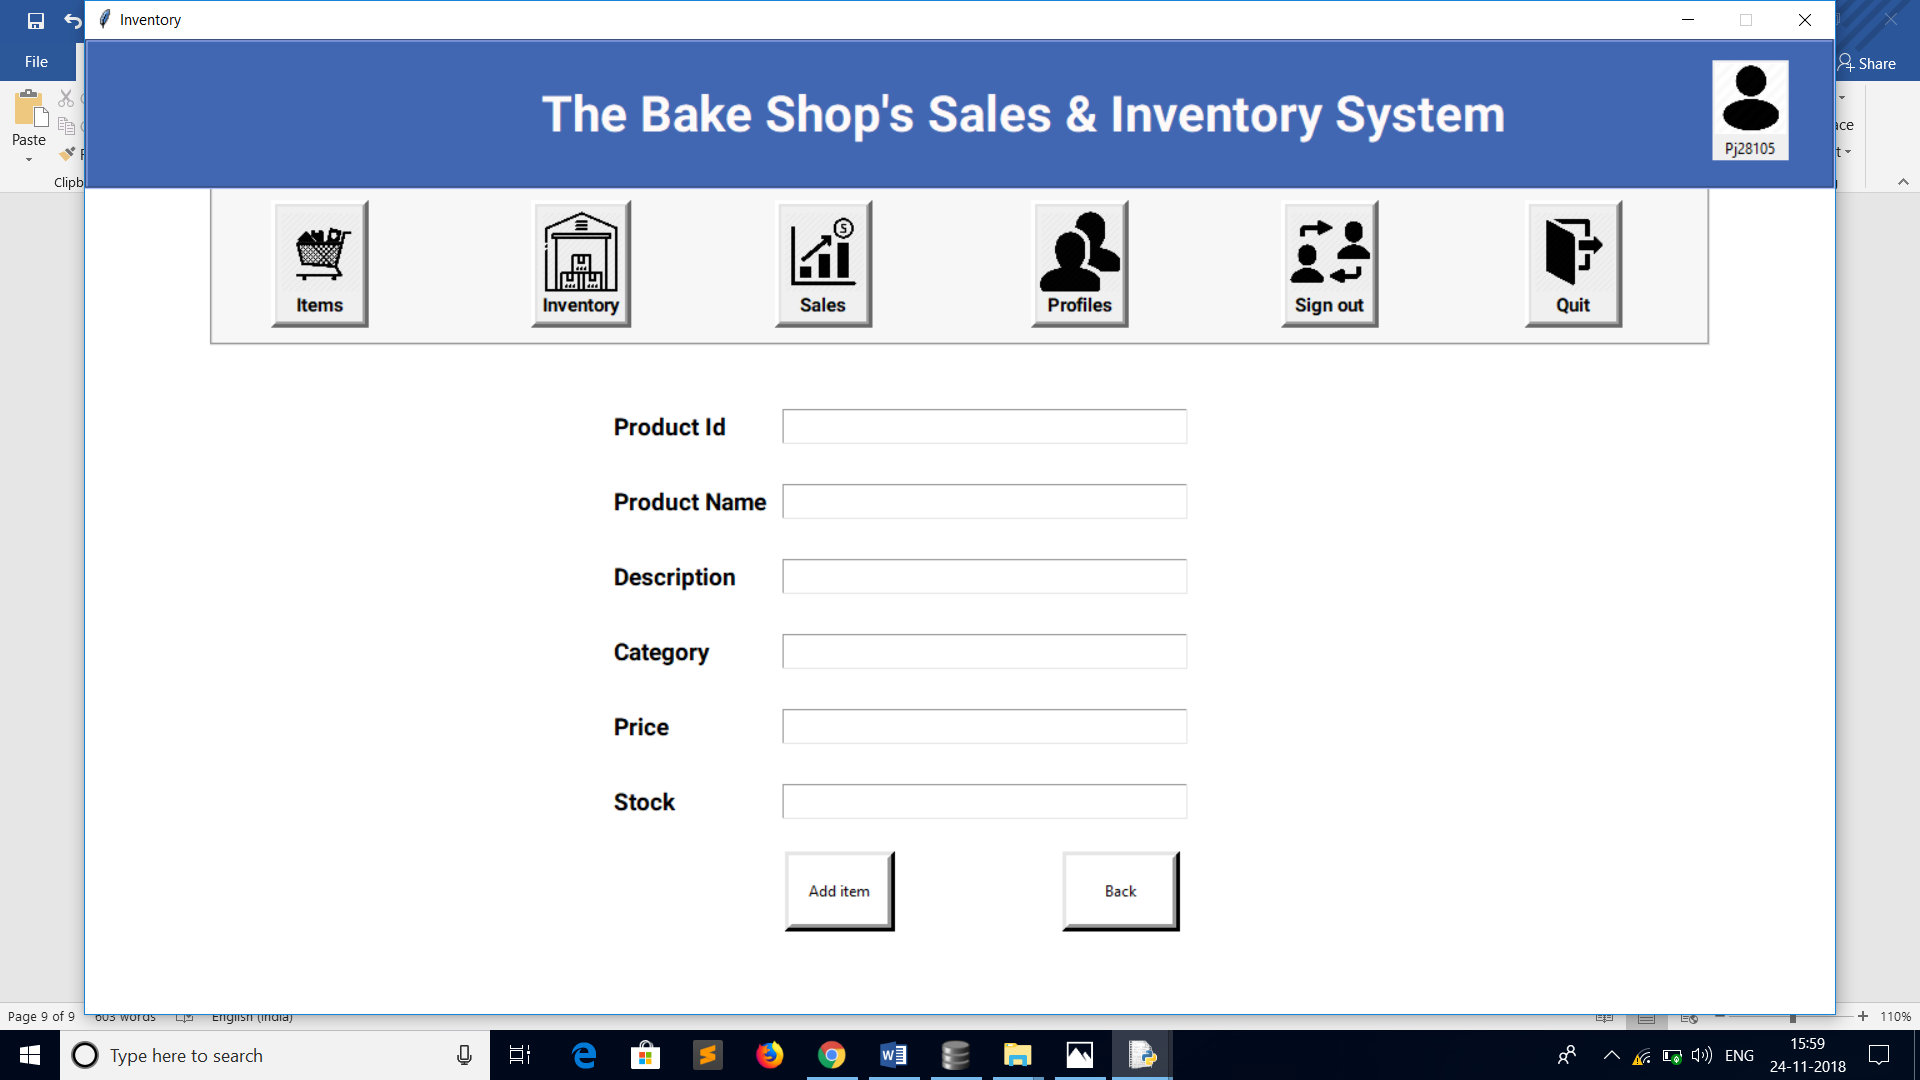 Inventory
File
Share
The Bake Shop's Sales & Inventory System
Pj28105
Paste
Items
Inventory
Sales
Profiles
Sign out
Quit
Product Id
Product Name
Description
Category
Price
Stock
Add item
Back
Page 9 of 9
603 words
English (India)
110%
Type here to search
ENG
15:59
24-11-2018